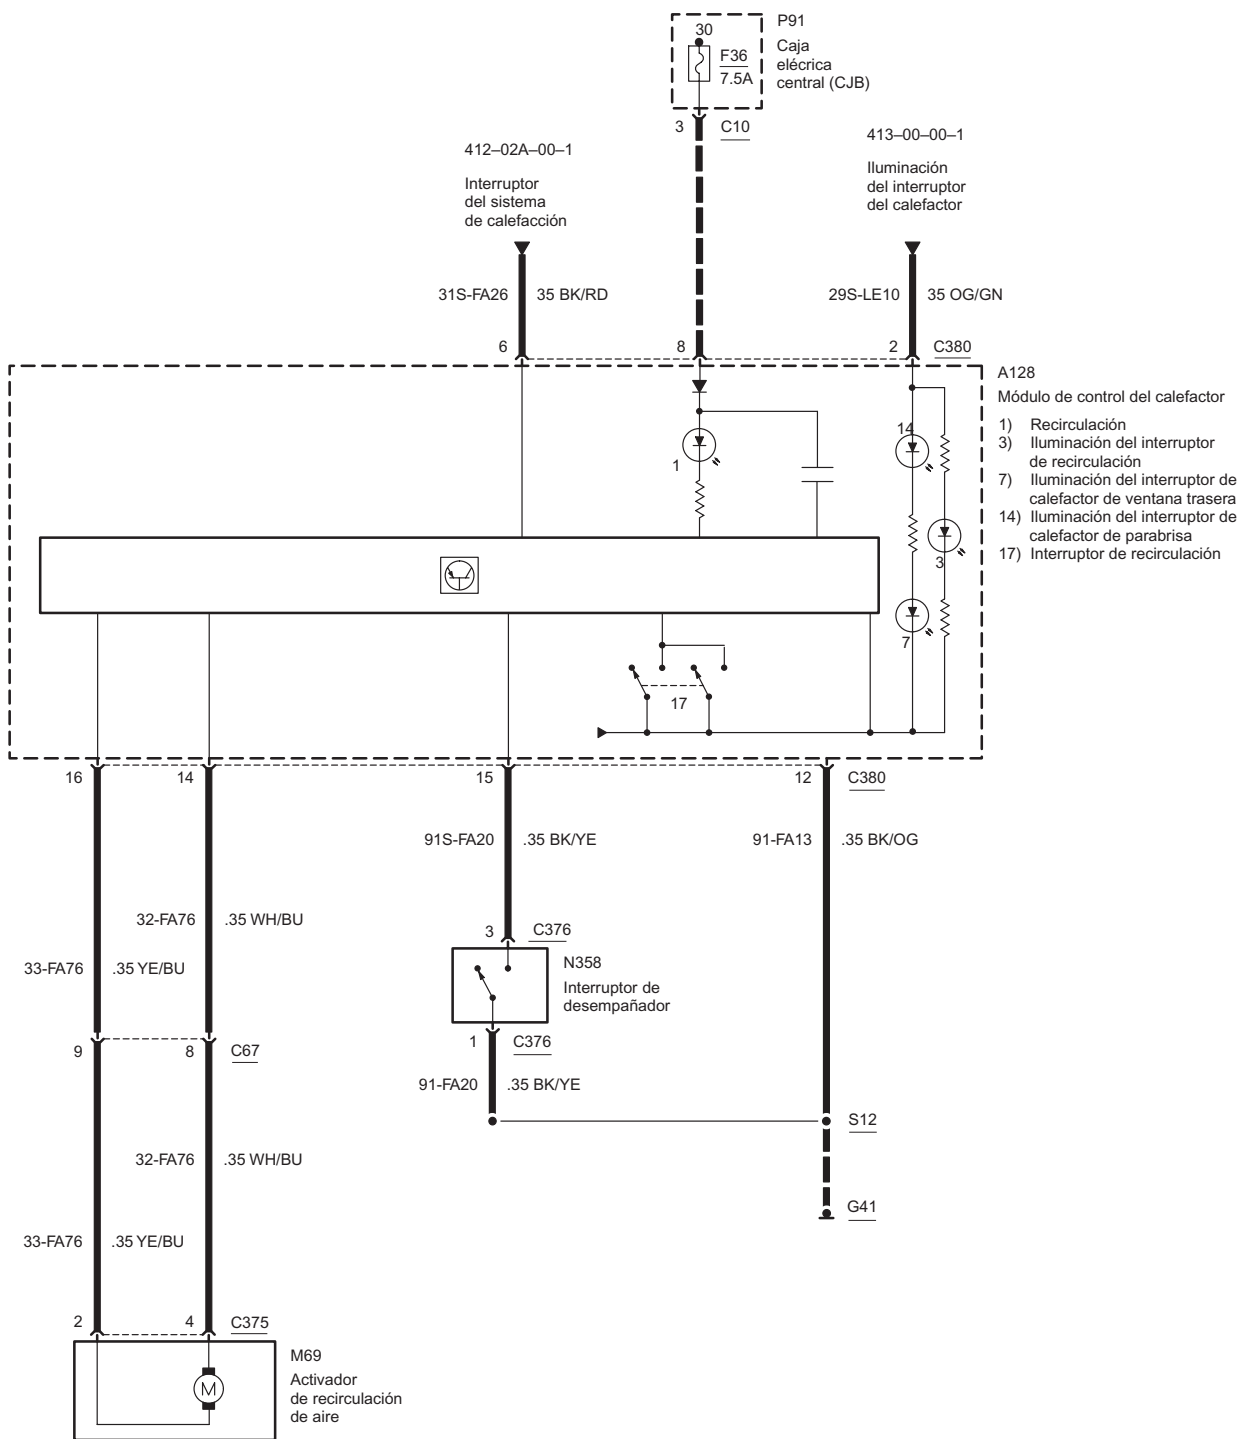 P91
30
Caja
elécrica
central (CJB)
F36
7.5A
3
C10
412–02A–00–1
413–00–00–1
Interruptor
del sistema
de calefacción
Iluminación
del interruptor
del calefactor
31S-FA26
35 BK/RD
29S-LE10
35 OG/GN
6
8
2
C380
A128
Módulo de control del calefactor
1) Recirculación
3) Iluminación del interruptor
de recirculación
7) Iluminación del interruptor de
calefactor de ventana trasera
14) Iluminación del interruptor de
calefactor de parabrisa
17) Interruptor de recirculación
14
1
3
7
17
16
14
15
12
C380
91S-FA20
.35 BK/YE
91-FA13
.35 BK/OG
32-FA76
.35 WH/BU
33-FA76
.35 YE/BU
3
C376
N358
Interruptor de
desempañador
9
8
C67
1
C376
91-FA20
.35 BK/YE
S12
32-FA76
.35 WH/BU
G41
33-FA76
.35 YE/BU
2
4
C375
M69
Activador
de recirculación
de aire
M